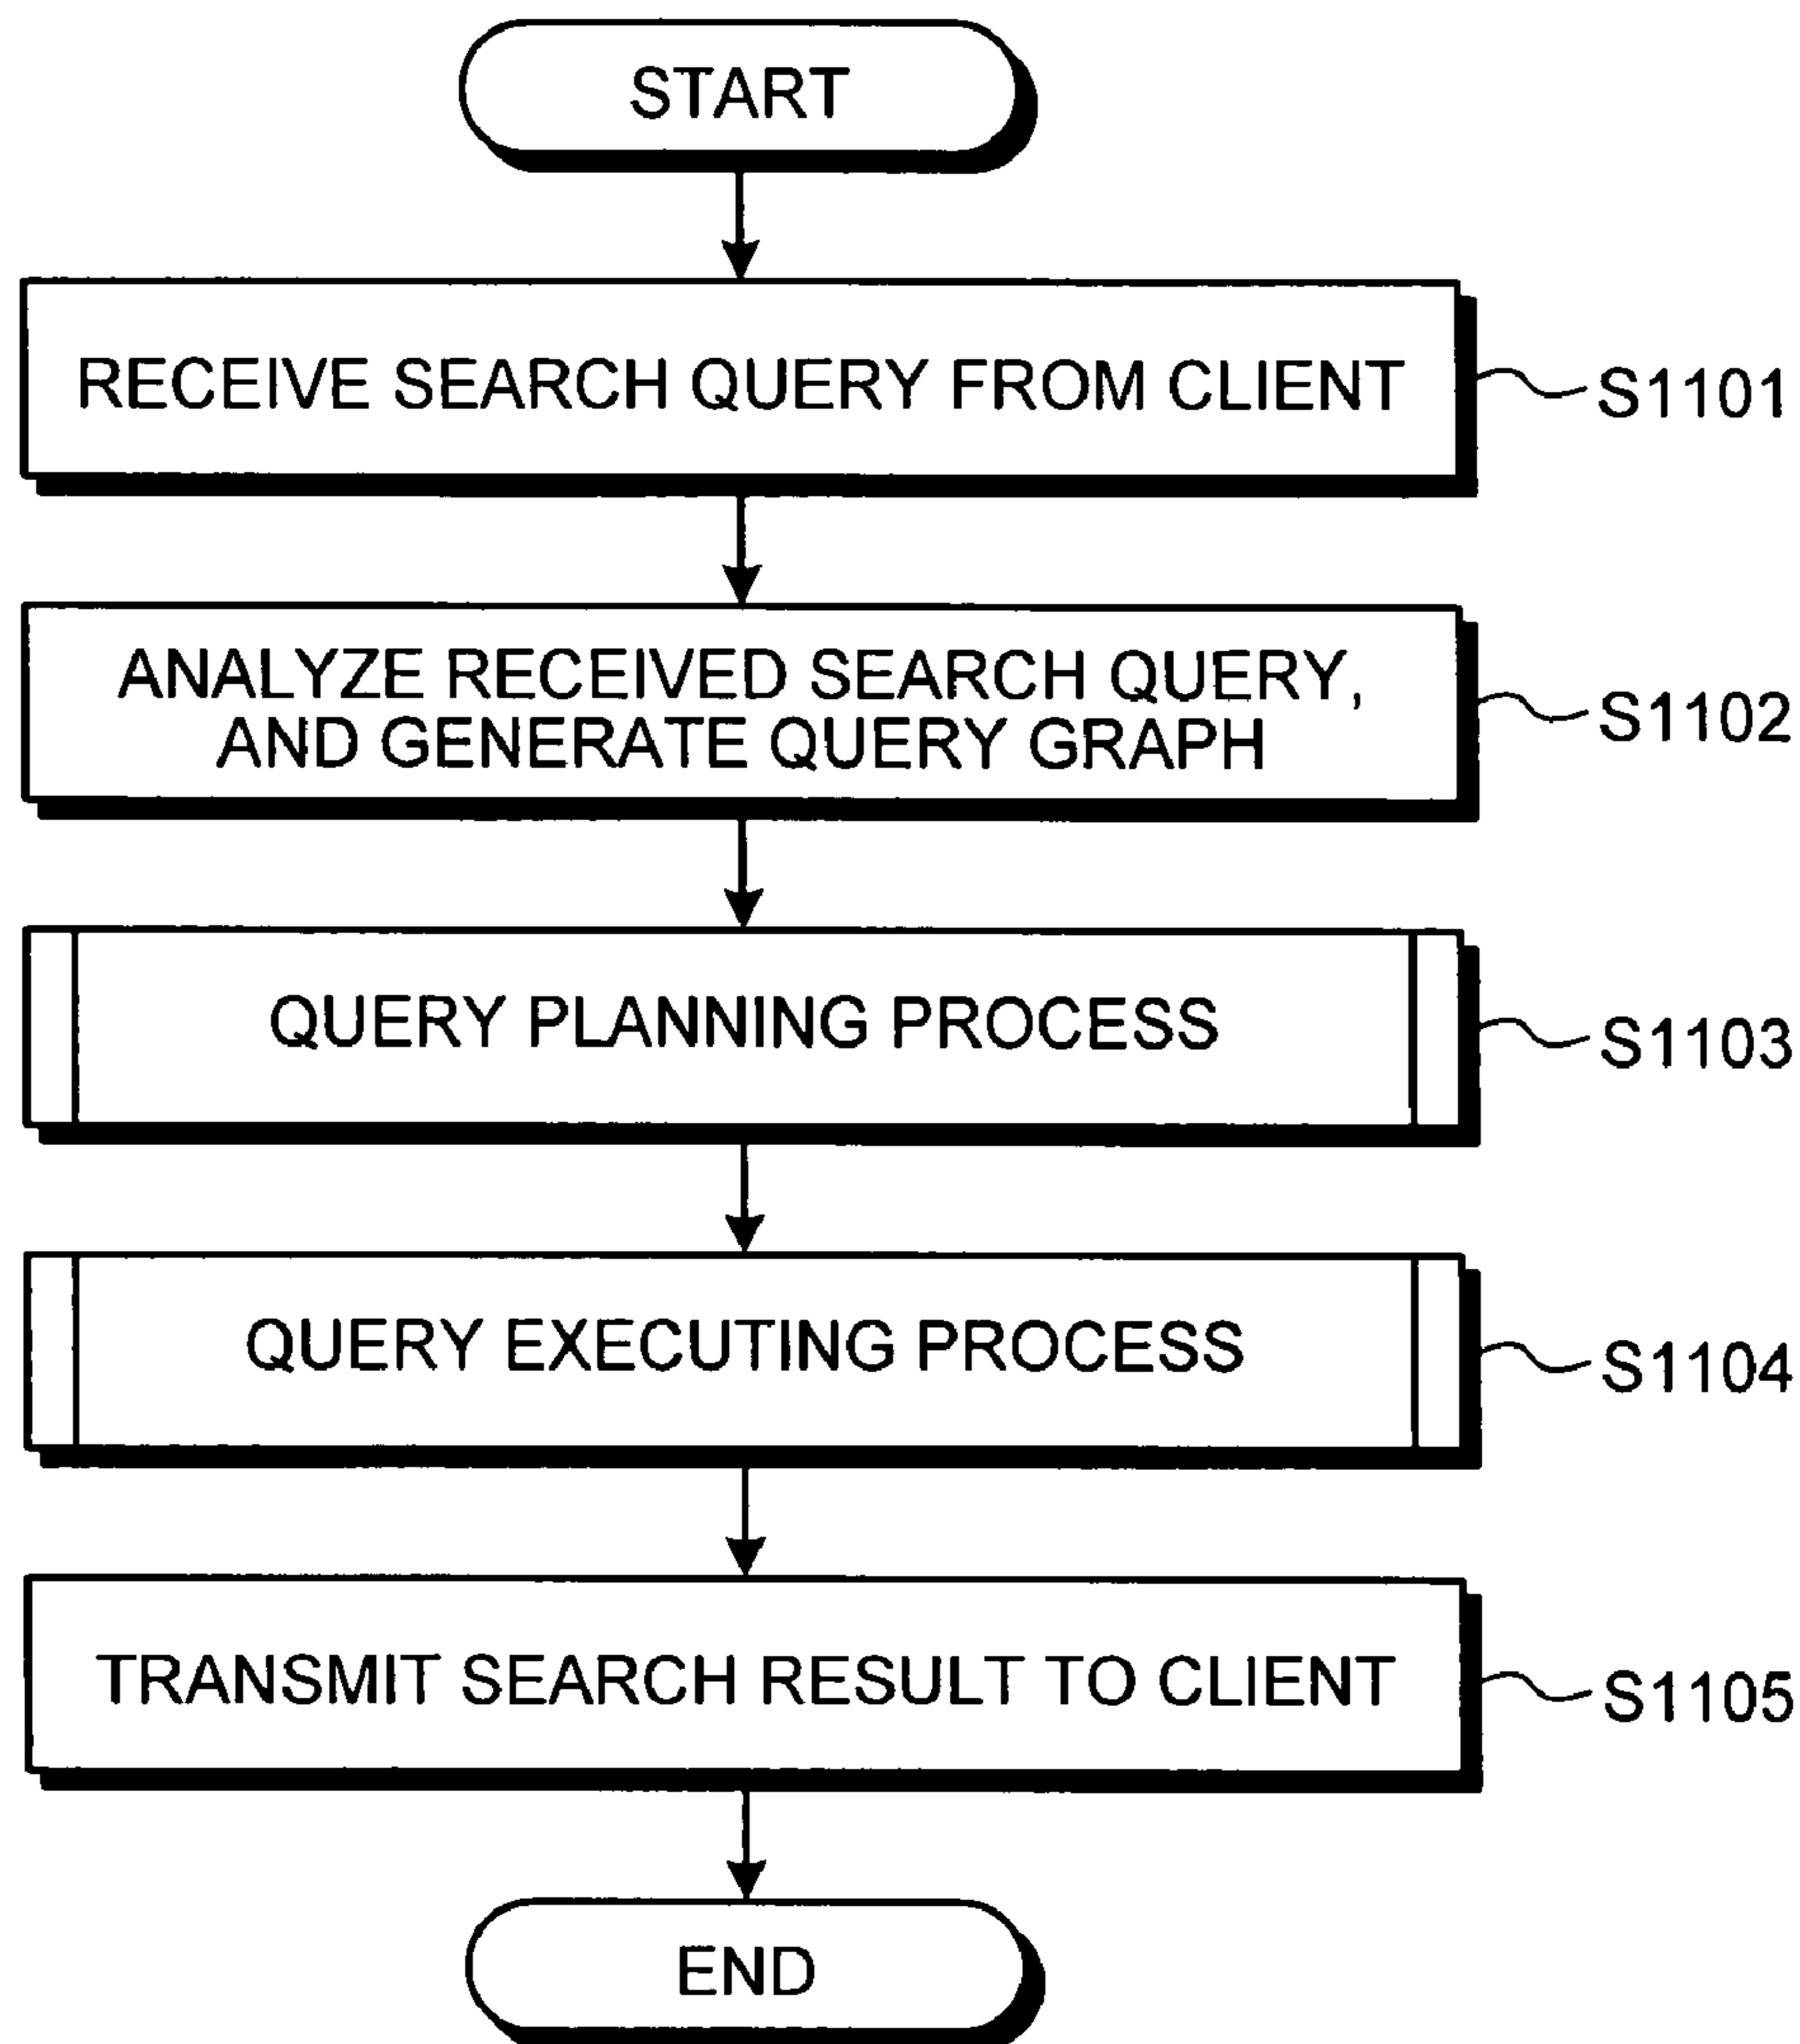 START
RECEIVE SEARCH QUERY FROM CLIENT
S1101
ANALYZE RECEIVED SEARCH QUERY,
AND GENERATE QUERY GRAPH
S1102
QUERY PLANNING PROCESS
S1103
QUERY EXECUTING PROCESS
S1104
TRANSMIT SEARCH RESULT TO CLIENT
S1105
END